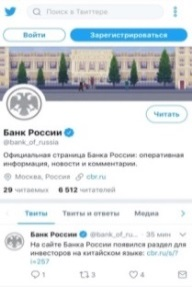 Поиск в Твиттере
Войти
Зарегистрироваться
Читать
Банк России
@bank_of_russia
Официальная страница Банка России: оперативная
информация, новости и комментарии.
Москва, Россия cbr.ru
29 читаемых 6 512 читателей
Твиты Твиты и ответы Медиа
Банк России @bank_of_ru... · 35 мин
На сайте Банка России появился раздел для
инвесторов на китайском языке: cbr.ru/s/?
i=257
1 3 4